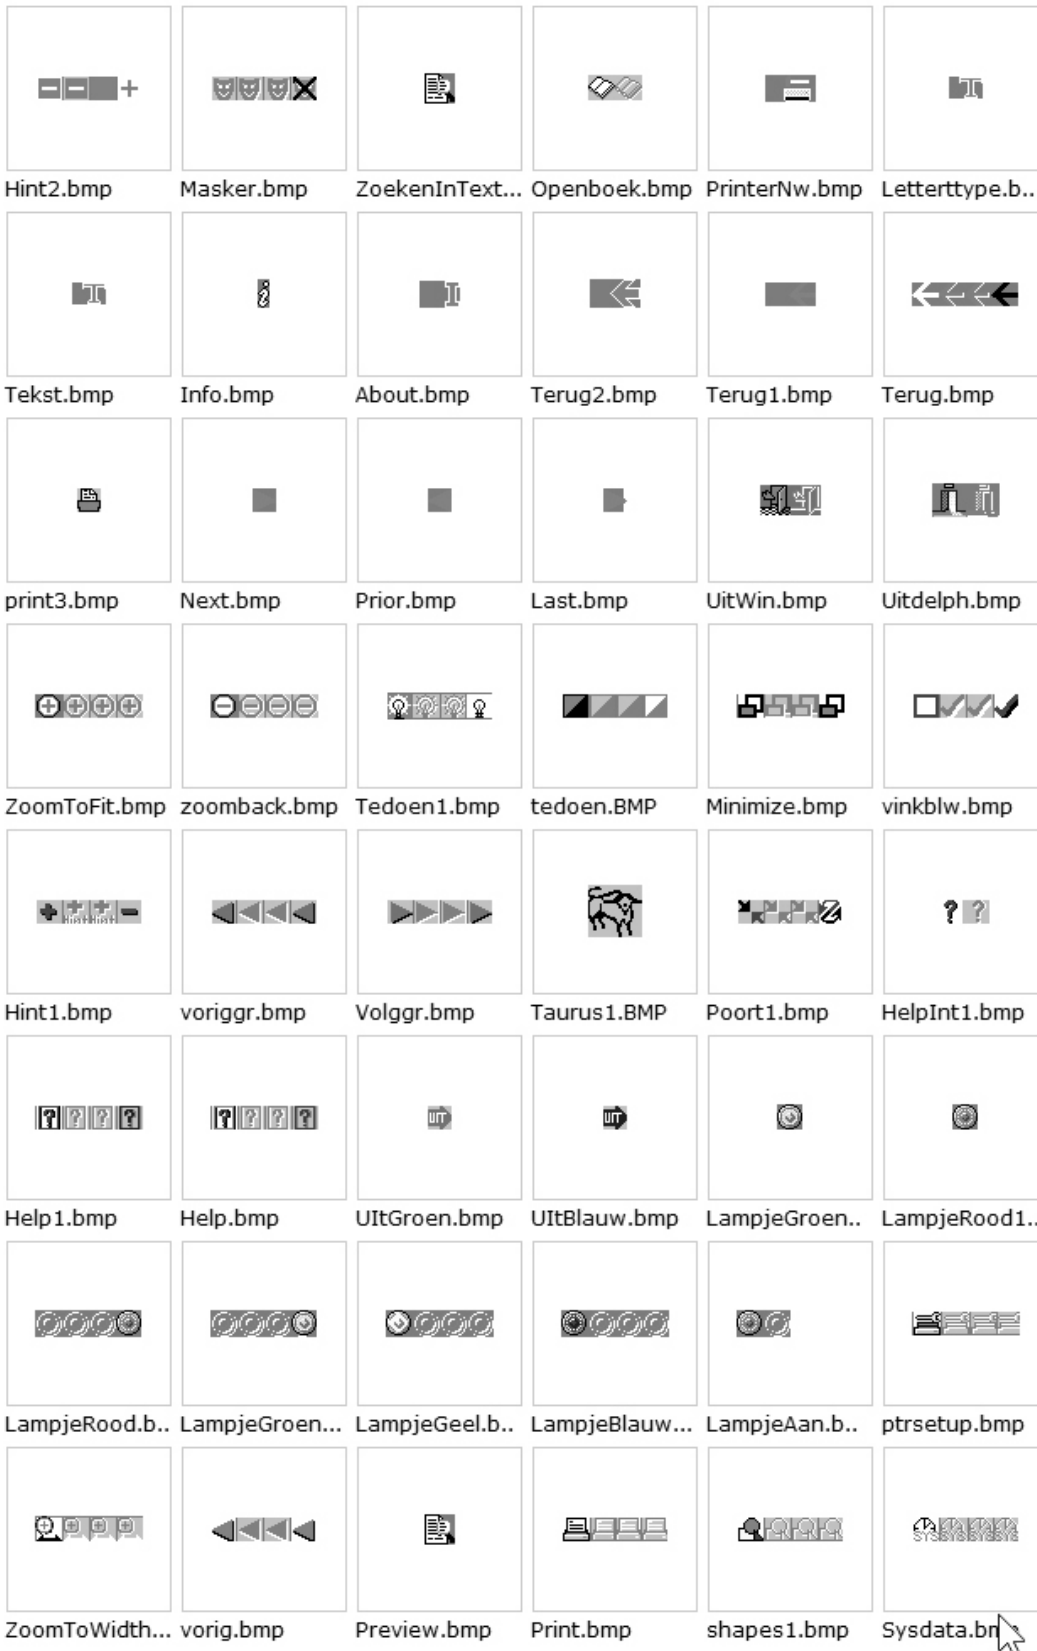 Hint2.bmp Masker.bmp ZoekenInText... Openboek.bmp PrinterNw.bmp Letterttype.b..
Tekst.bmp Info.bmp About.bmp Terug2.bmp Terug1.bmp Terug.bmp
print3.bmp Next.bmp Prior.bmp Last.bmp UitWin.bmp Uitdelph.bmp
ZoomToFit.bmp zoomback.bmp Tedoen1.bmp tedoen.BMP Minimize.bmp vinkblw.bmp
Hint1.bmp voriggr.bmp Volggr.bmp Taurus1.BMP Poort1.bmp HelpInt1.bmp
UIT UIT
Help1.bmp Help.bmp UItGroen.bmp UItBlauw.bmp LampjeGroen.. LampjeRood1..
LampjeRood.b.. LampjeGroen... LampjeGeel.b.. LampjeBlauw... LampjeAan.b.. ptrsetup.bmp
ZoomToWidth... vorig.bmp Preview.bmp Print.bmp shapes1.bmp Sysdata.bm